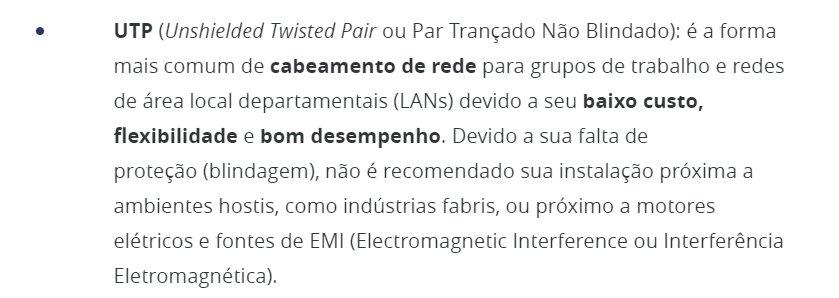 • UTP (Unshielded Twisted Pair ou Par Trançado Não Blindado): é a forma
mais comum de cabeamento de rede para grupos de trabalho e redes
de área local departamentais (LANs) devido a seu baixo custo,
flexibilidade e bom desempenho. Devido a sua falta de
proteção (blindagem), não é recomendado sua instalação próxima a
ambientes hostis, como indústrias fabris, ou próximo a motores
elétricos e fontes de EMI (Electromagnetic Interference ou Interferência
Eletromagnética).